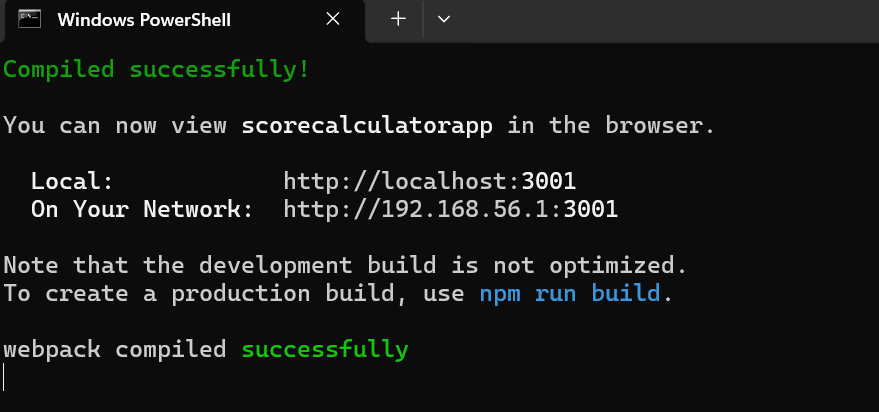 Windows PowerShell
Compiled successfully!
You can now view scorecalculatorapp in the browser.
Local: http://localhost:3001
On Your Network: http://192.168.56.1:3001
Note that the development build is not optimized.
To create a production build, use npm run build.
webpack compiled successfully